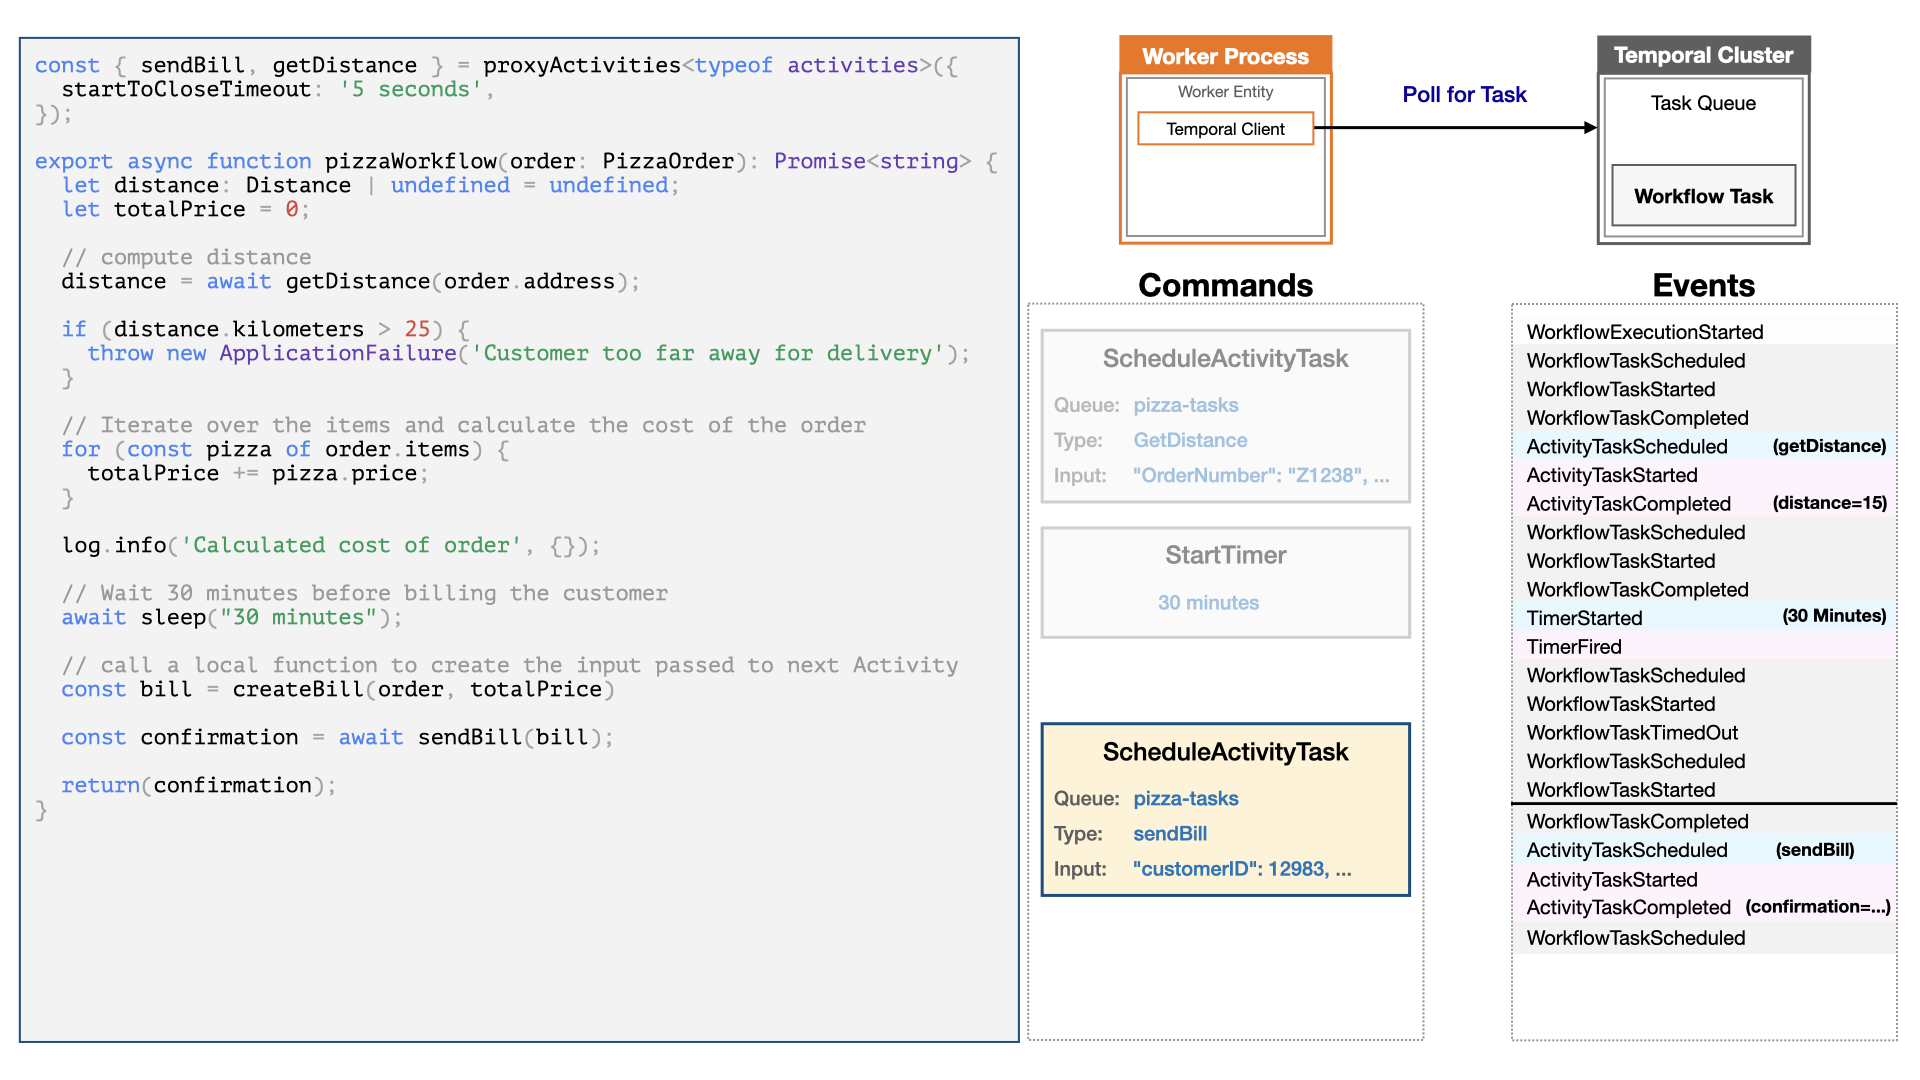 const { sendBill, getDistance } = proxyActivities<typeof activities>({
  startToCloseTimeout: '5 seconds',
});

export async function pizzaWorkflow(order: PizzaOrder): Promise<string> {
  let distance: Distance | undefined = undefined;
  let totalPrice = 0;

  // compute distance
  distance = await getDistance(order.address);

  if (distance.kilometers > 25) {
    throw new ApplicationFailure('Customer too far away for delivery');
  }

  // Iterate over the items and calculate the cost of the order
  for (const pizza of order.items) {
    totalPrice += pizza.price;
  }

  log.info('Calculated cost of order', {});

  // Wait 30 minutes before billing the customer
  await sleep("30 minutes");

  // call a local function to create the input passed to next Activity
  const bill = createBill(order, totalPrice)

  const confirmation = await sendBill(bill);

  return(confirmation);
}
Worker Process
Worker Entity
Temporal Client
Poll for Task
Temporal Cluster
Task Queue
Workflow Task
Commands
ScheduleActivityTask
Queue: pizza-tasks
Type: GetDistance
Input: "OrderNumber": "Z1238", ...
StartTimer
30 minutes
ScheduleActivityTask
Queue: pizza-tasks
Type: sendBill
Input: "customerID": 12983, ...
Events
WorkflowExecutionStarted
WorkflowTaskScheduled
WorkflowTaskStarted
WorkflowTaskCompleted
ActivityTaskScheduled (getDistance)
ActivityTaskStarted
ActivityTaskCompleted (distance=15)
WorkflowTaskScheduled
WorkflowTaskStarted
WorkflowTaskCompleted
TimerStarted (30 Minutes)
TimerFired
WorkflowTaskScheduled
WorkflowTaskStarted
WorkflowTaskTimedOut
WorkflowTaskScheduled
WorkflowTaskStarted
WorkflowTaskCompleted
ActivityTaskScheduled (sendBill)
ActivityTaskStarted
ActivityTaskCompleted (confirmation=...)
WorkflowTaskScheduled